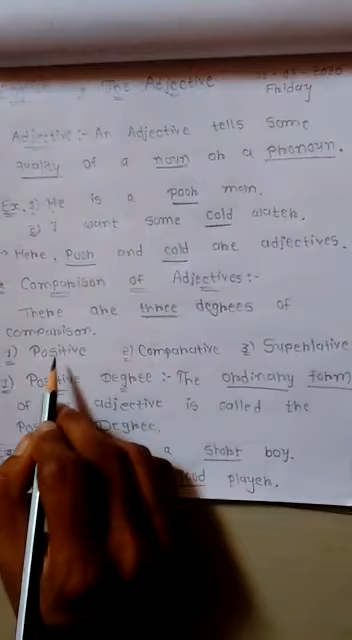 : The Adjective
Friday
Adjective :- An Adjective tells some
quality of a noun or a pronoun.
Ex. 1) He is a poor man.
2) I want some cold water.
→ Here, Poor and cold are adjectives.
Comparison of Adjectives :-
There are three degrees of
comparison.
1) Positive 2) Comparative 3) Superlative
1) Positive Degree :- The ordinary form
of adjective is called the
Pos Degree.
a short boy.
player.